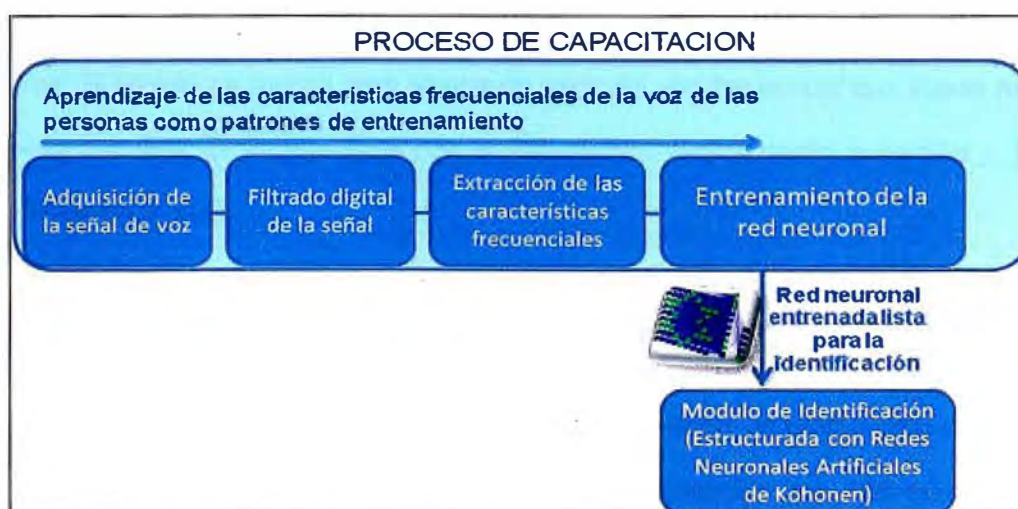 PROCESO DE CAPACITACION
Aprendizaje de las características frecuenciales de la voz de las
personas como patrones de entrenamiento
Adquisición de
la señal de voz
Filtrado digital
de la señal
Extracción de las
características
frecuenciales
Entrenamiento de la
red neuronal
Red neuronal
entrenada lista
para la
identificación
Modulo de Identificación
(Estructurada con Redes
Neuronales Artificiales
de Kohonen)